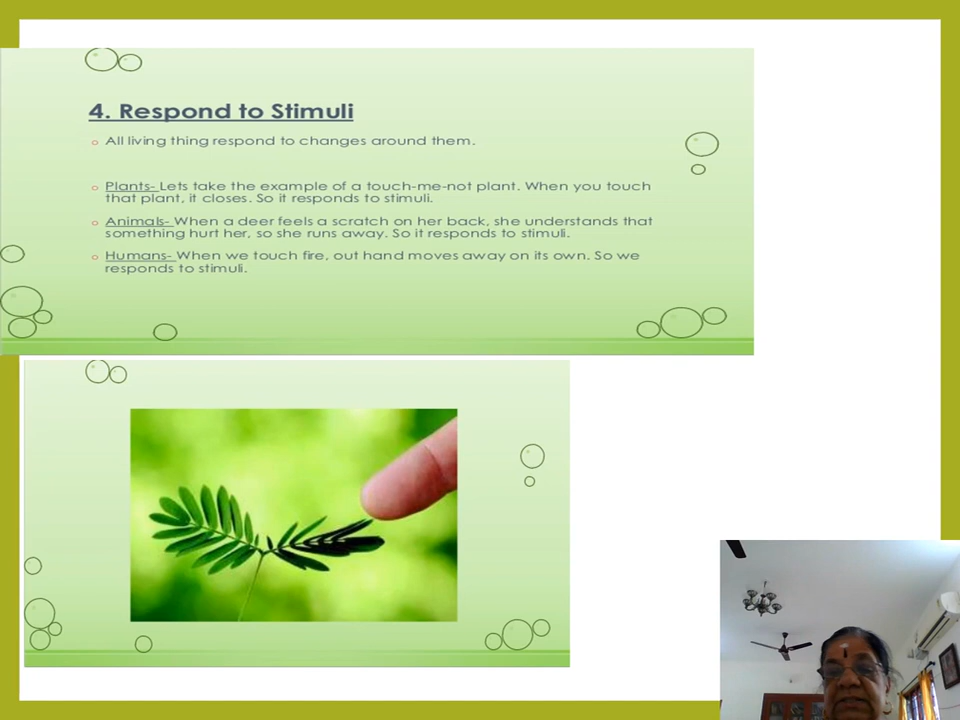 4. Respond to Stimuli
All living thing respond to changes around them.
Plants- Lets take the example of a touch-me-not plant. When you touch
that plant, it closes. So it responds to stimuli.
Animals- When a deer feels a scratch on her back, she understands that
something hurt her, so she runs away. So it responds to stimuli.
Humans- When we touch fire, out hand moves away on its own. So we
responds to stimuli.